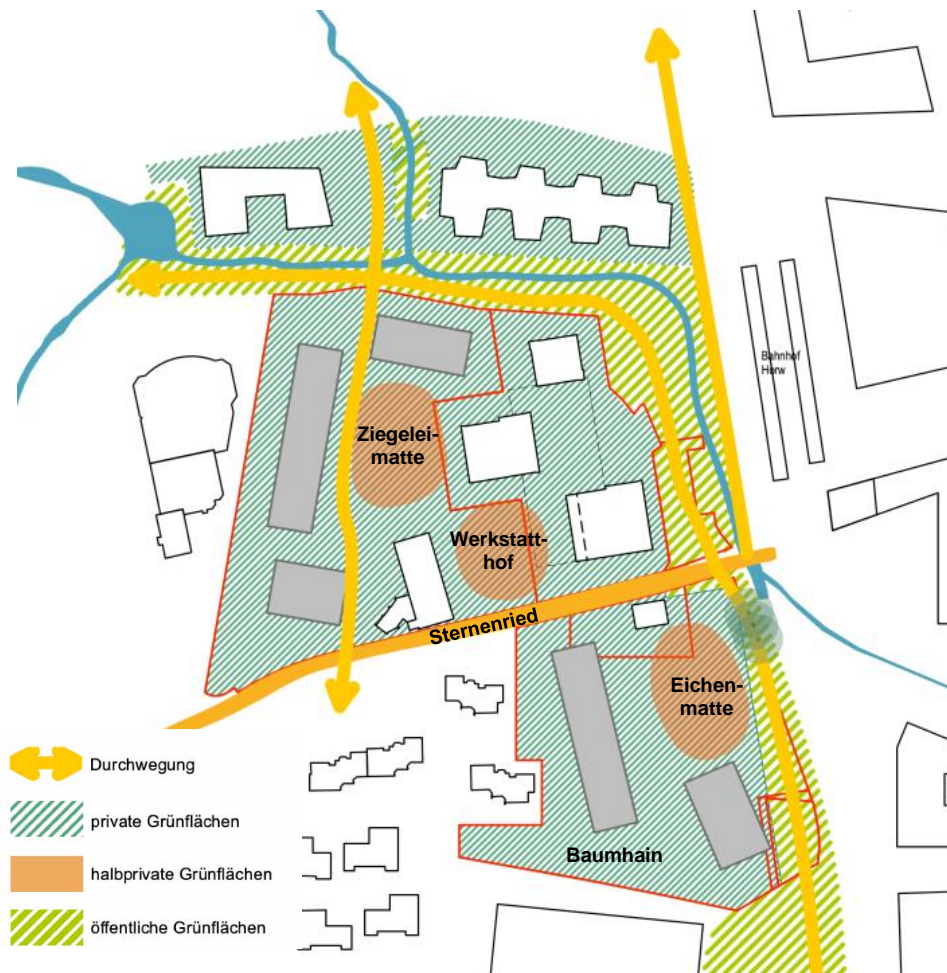 Bahnhof
Horw
Ziegelei-
matte
Werkstatt-
hof
Sternenried
Eichen-
matte
Baumhain
Durchwegung
private Grünflächen
halbprivate Grünflächen
öffentliche Grünflächen